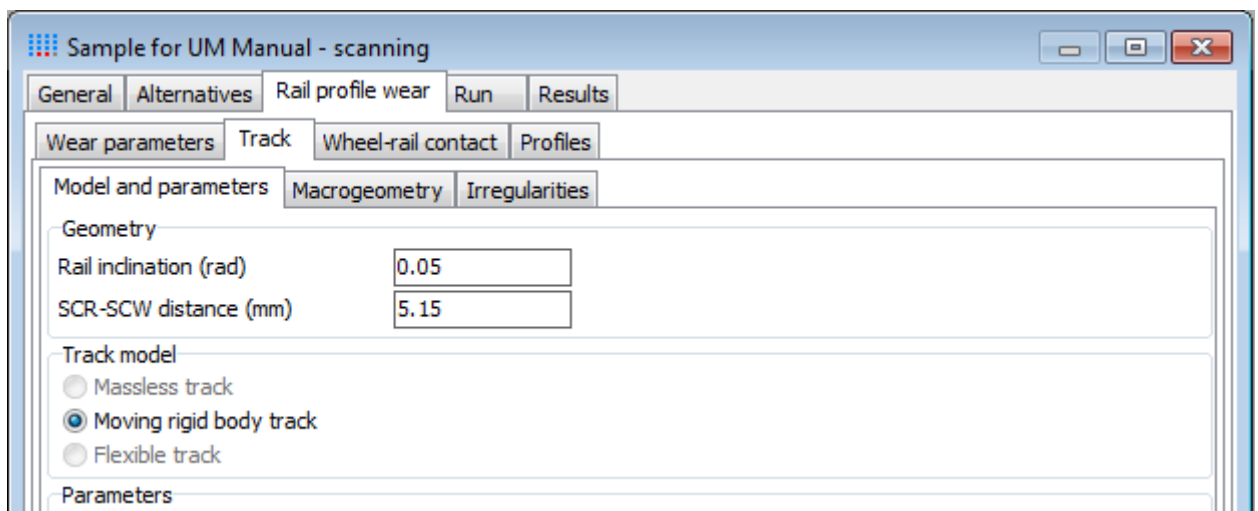 Sample for UM Manual - scanning
General Alternatives Rail profile wear Run Results
Wear parameters Track Wheel-rail contact Profiles
Model and parameters Macrogeometry Irregularities
Geometry
Rail inclination (rad) 0.05
SCR-SCW distance (mm) 5.15
Track model
Massless track
Moving rigid body track
Flexible track
Parameters